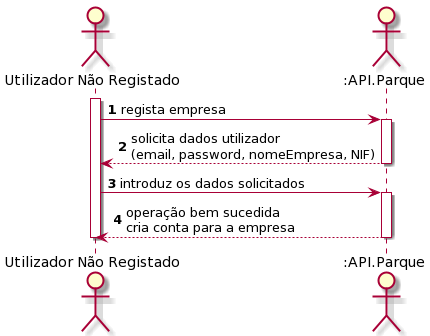 Utilizador Não Registado
:API.Parque
1 regista empresa
2 solicita dados utilizador
(email, password, nomeEmpresa, NIF)
3 introduz os dados solicitados
4 operação bem sucedida
cria conta para a empresa
Utilizador Não Registado
:API.Parque